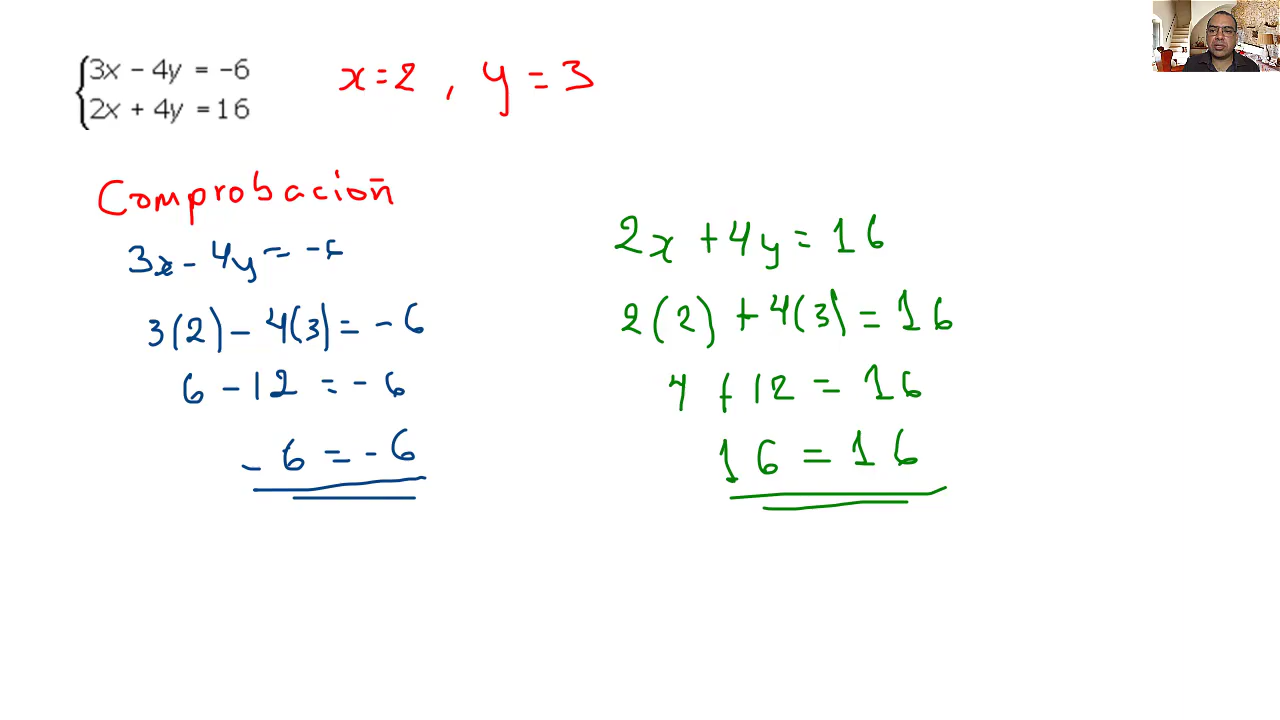 3x - 4y = -6
2x + 4y = 16
x=2 , y=3
Comprobación
3x - 4y = -6
3(2) - 4(3) = -6
6 - 12 = -6
-6 = -6
2x + 4y = 16
2(2) + 4(3) = 16
4 + 12 = 16
16 = 16